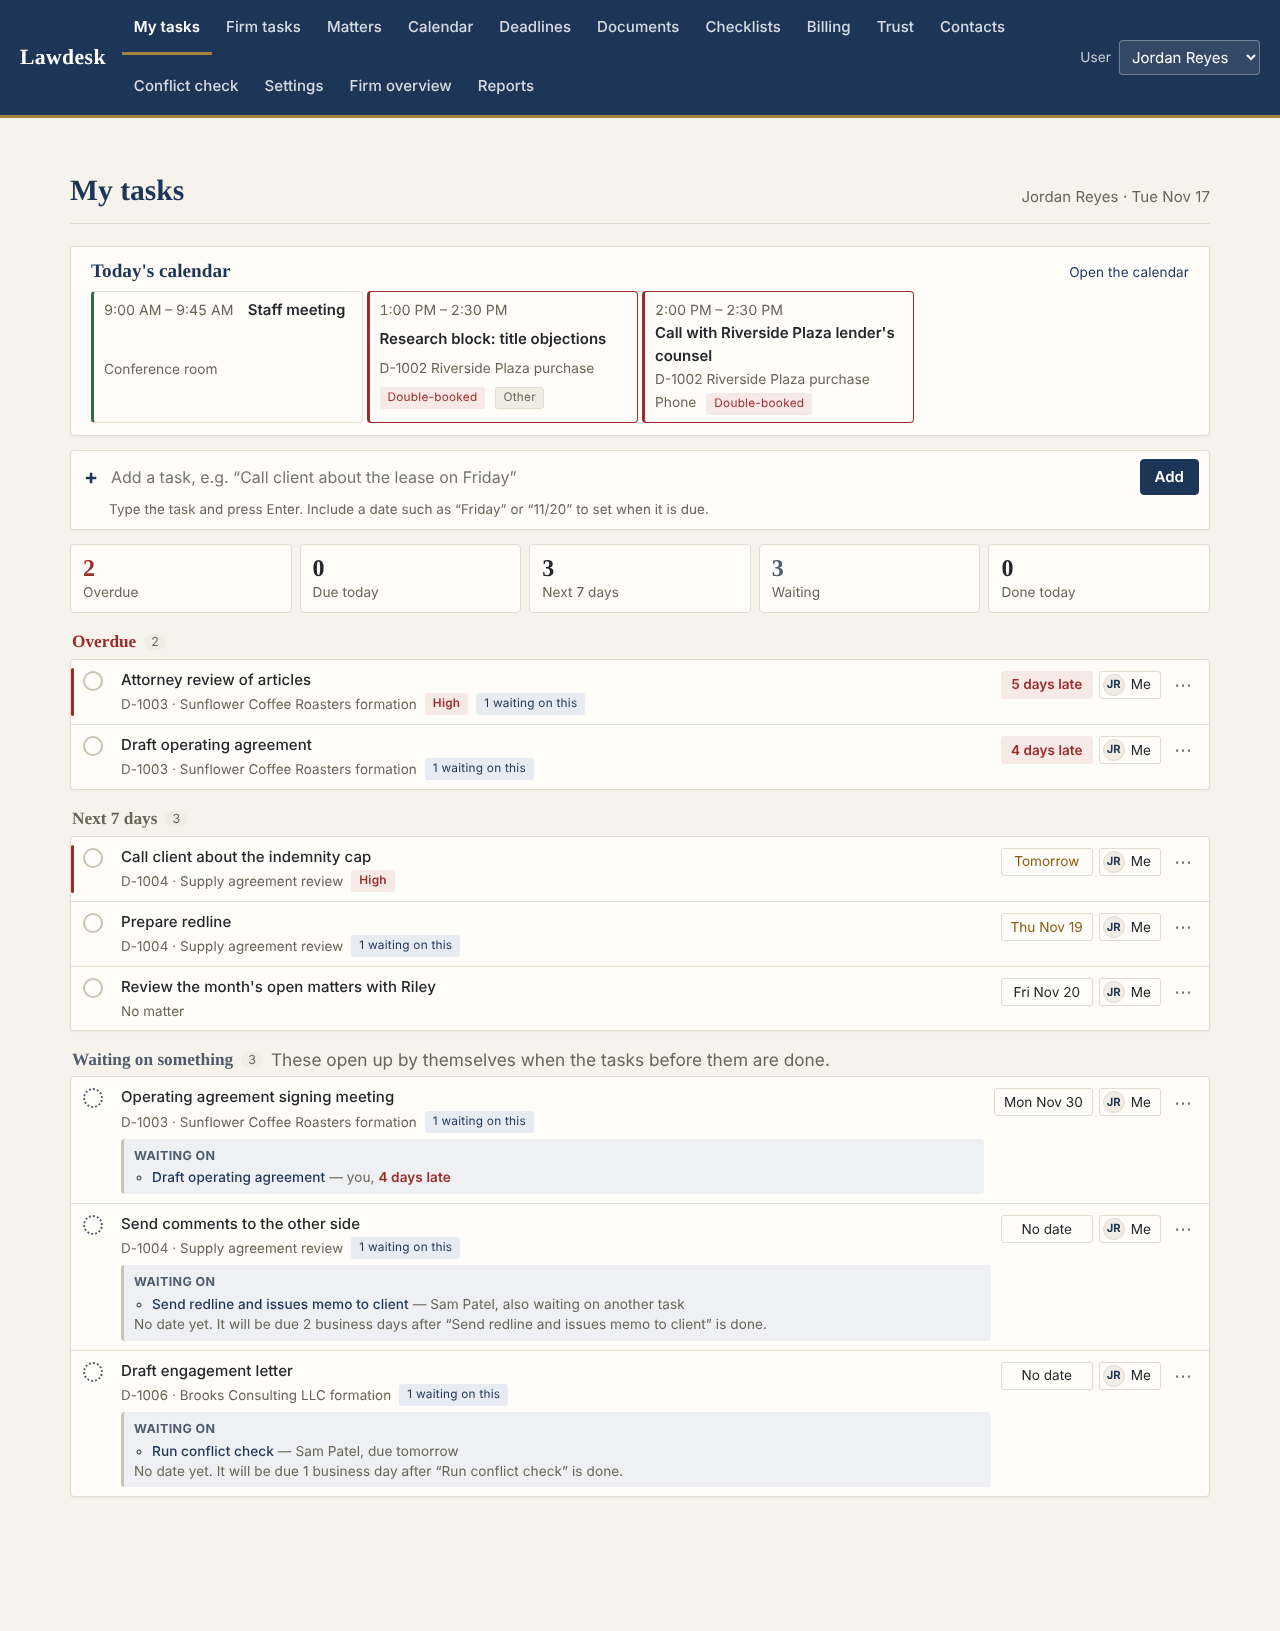 Lawdesk
My tasks Firm tasks Matters Calendar Deadlines Documents Checklists Billing Trust Contacts
Conflict check Settings Firm overview Reports
User Jordan Reyes
My tasks
Jordan Reyes · Tue Nov 17
Today's calendar
Open the calendar
9:00 AM – 9:45 AM Staff meeting
Conference room
1:00 PM – 2:30 PM
Research block: title objections
D-1002 Riverside Plaza purchase
Double-booked Other
2:00 PM – 2:30 PM
Call with Riverside Plaza lender's
counsel
D-1002 Riverside Plaza purchase
Phone Double-booked
+ Add a task, e.g. “Call client about the lease on Friday”
Add
Type the task and press Enter. Include a date such as “Friday” or “11/20” to set when it is due.
2
Overdue
0
Due today
3
Next 7 days
3
Waiting
0
Done today
Overdue 2
Attorney review of articles
D-1003 · Sunflower Coffee Roasters formation High 1 waiting on this
5 days late JR Me ···
Draft operating agreement
D-1003 · Sunflower Coffee Roasters formation 1 waiting on this
4 days late JR Me ···
Next 7 days 3
Call client about the indemnity cap
D-1004 · Supply agreement review High
Tomorrow JR Me ···
Prepare redline
D-1004 · Supply agreement review 1 waiting on this
Thu Nov 19 JR Me ···
Review the month's open matters with Riley
No matter
Fri Nov 20 JR Me ···
Waiting on something 3 These open up by themselves when the tasks before them are done.
Operating agreement signing meeting
D-1003 · Sunflower Coffee Roasters formation 1 waiting on this
Mon Nov 30 JR Me ···
WAITING ON
Draft operating agreement — you, 4 days late
Send comments to the other side
D-1004 · Supply agreement review 1 waiting on this
No date JR Me ···
WAITING ON
Send redline and issues memo to client — Sam Patel, also waiting on another task
No date yet. It will be due 2 business days after “Send redline and issues memo to client” is done.
Draft engagement letter
D-1006 · Brooks Consulting LLC formation 1 waiting on this
No date JR Me ···
WAITING ON
Run conflict check — Sam Patel, due tomorrow
No date yet. It will be due 1 business day after “Run conflict check” is done.